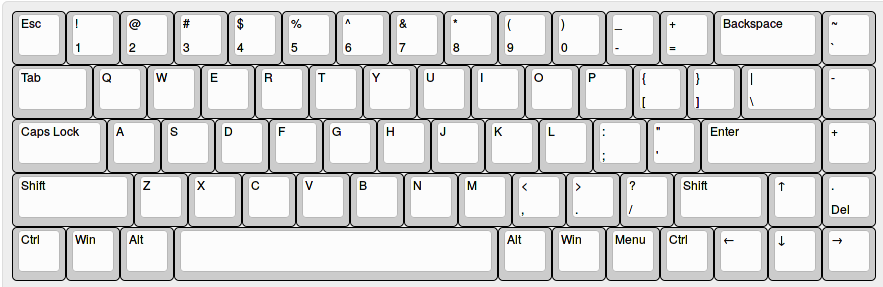 Esc ! @ # $ % ^ & * ( ) _ + Backspace ~
1 2 3 4 5 6 7 8 9 0 - = `
Tab Q W E R T Y U I O P { } | -
[ ] \
Caps Lock A S D F G H J K L : " Enter +
; '
Shift Z X C V B N M < > ? Shift ↑ .
, . / Del
Ctrl Win Alt Alt Win Menu Ctrl ← ↓ →